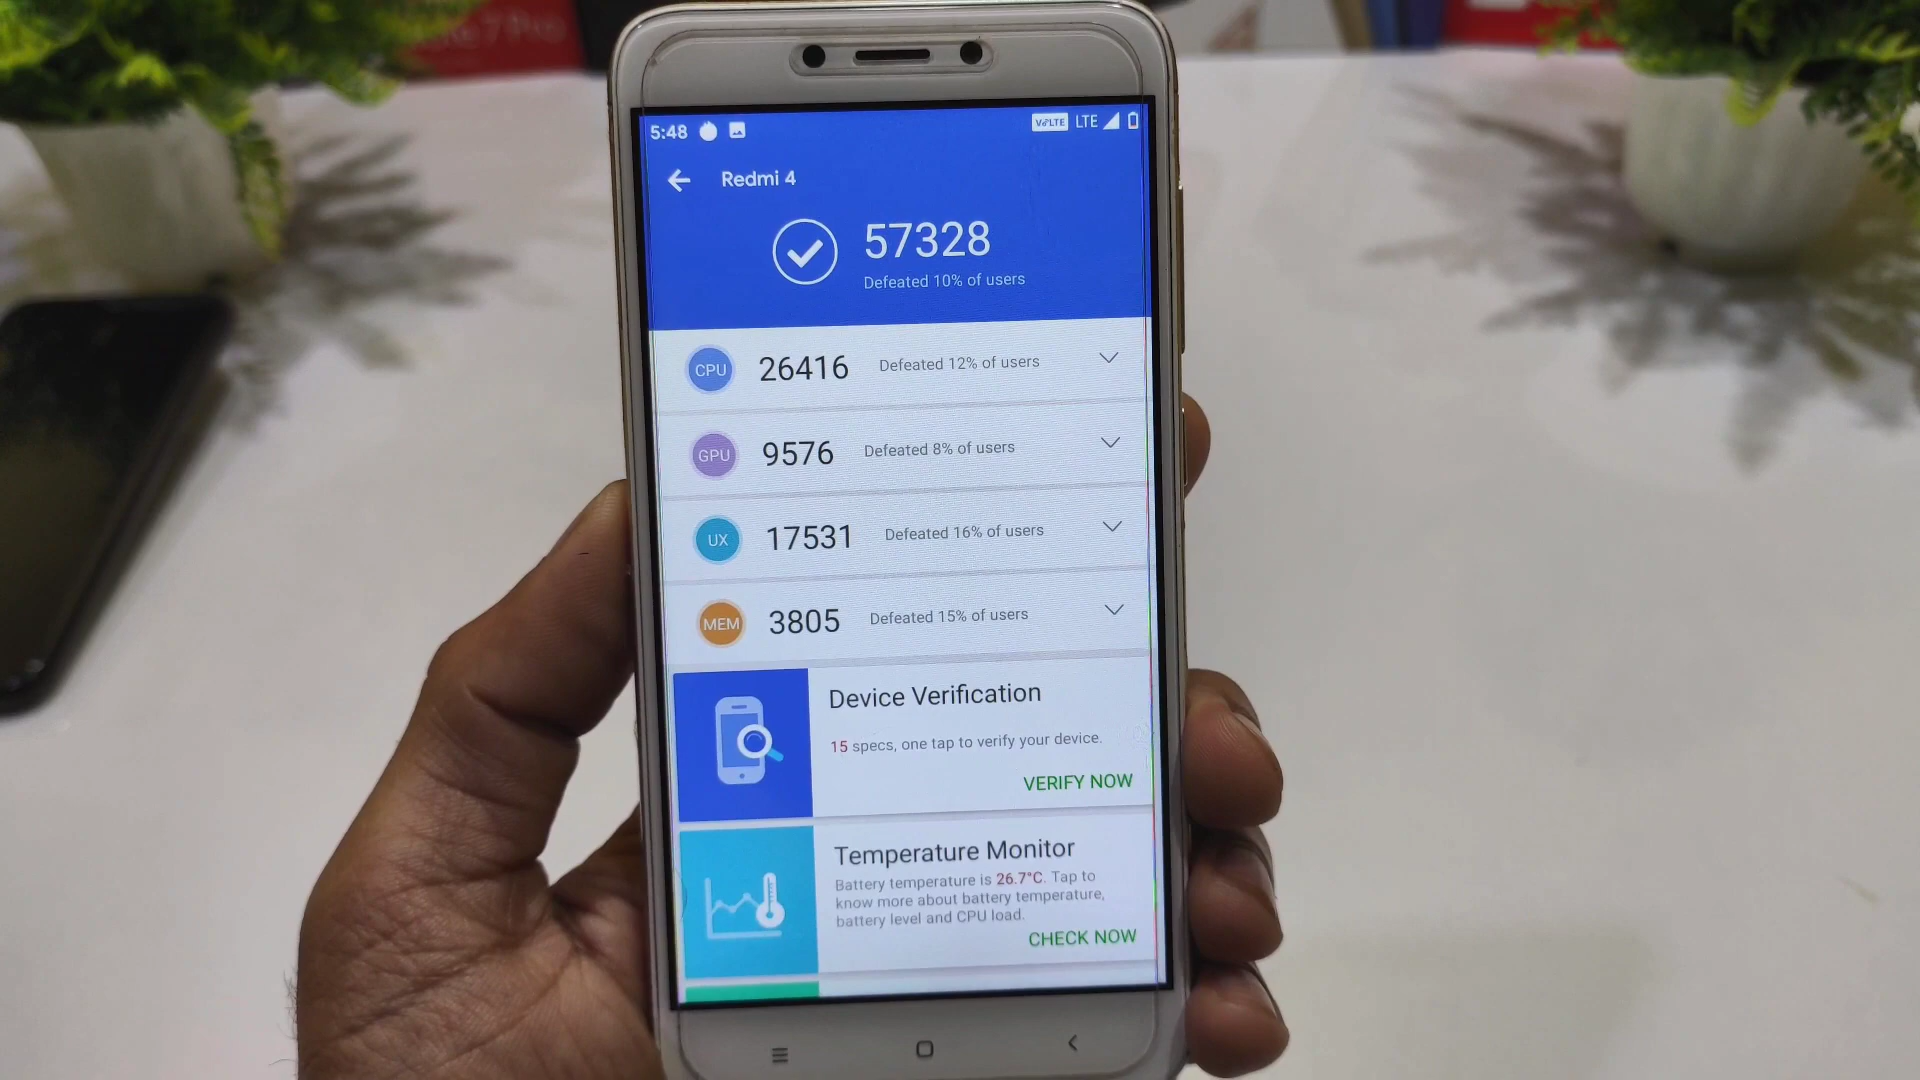 7 Pro
5:48
VoLTE LTE
Redmi 4
57328
Defeated 10% of users
CPU 26416 Defeated 12% of users
GPU 9576 Defeated 8% of users
UX 17531 Defeated 16% of users
MEM 3805 Defeated 15% of users
Device Verification
15 specs, one tap to verify your device.
VERIFY NOW
Temperature Monitor
Battery temperature is 26.7°C. Tap to
know more about battery temperature,
battery level and CPU load.
CHECK NOW